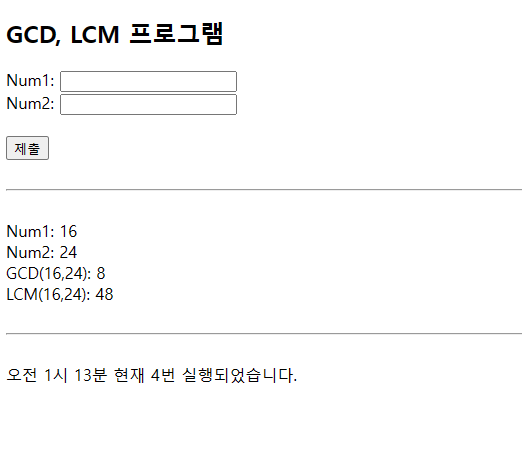 GCD, LCM 프로그램
Num1:
Num2:
제출
Num1: 16
Num2: 24
GCD(16,24): 8
LCM(16,24): 48
오전 1시 13분 현재 4번 실행되었습니다.